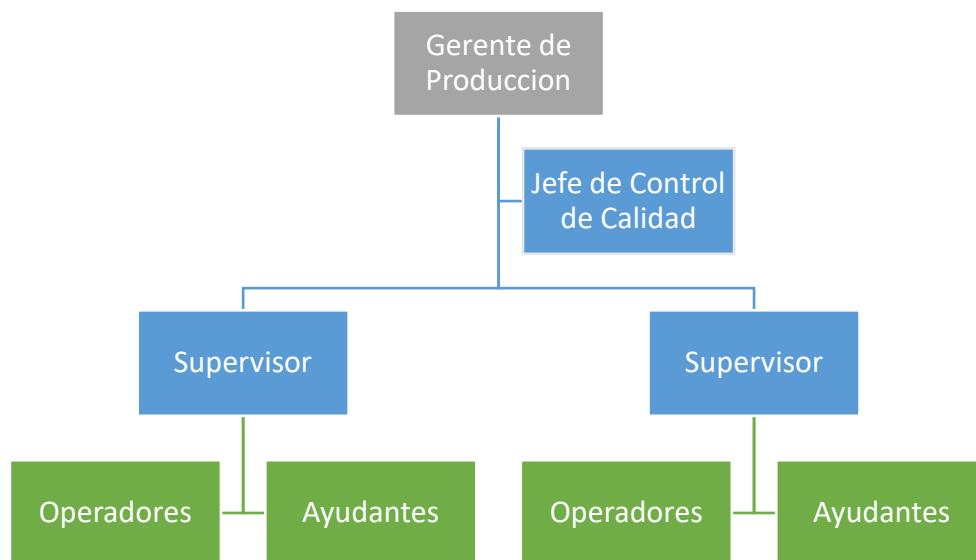 Gerente de
Produccion
Jefe de Control
de Calidad
Supervisor
Supervisor
Operadores
Ayudantes
Operadores
Ayudantes